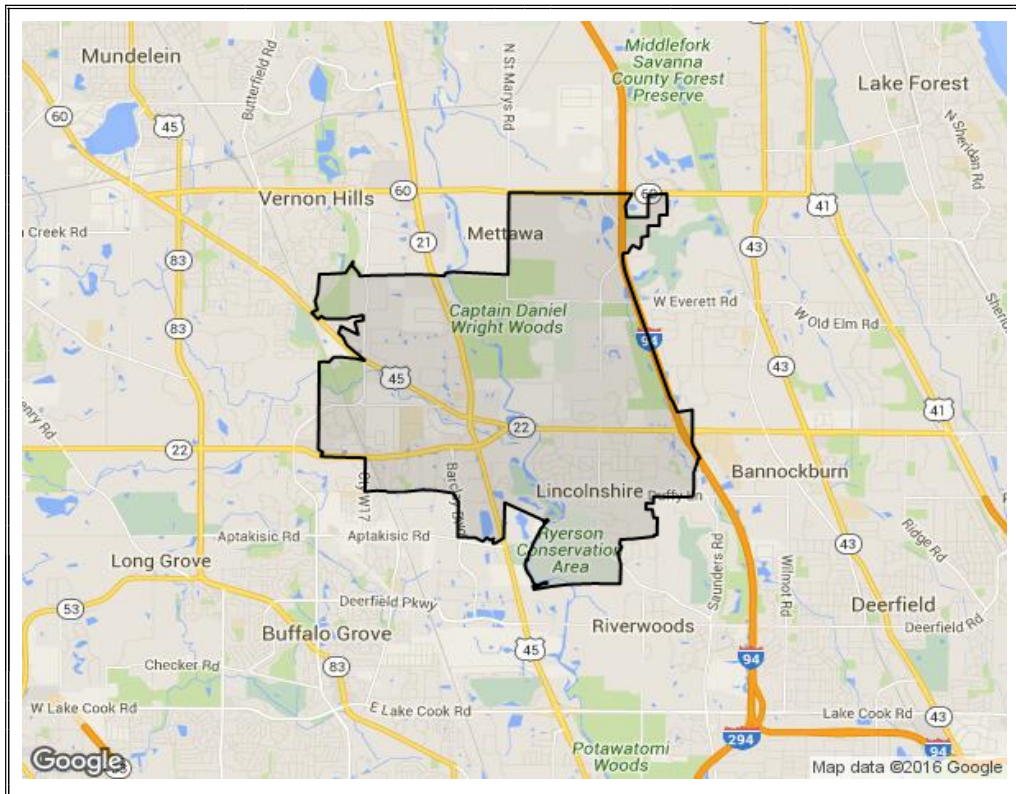 Mundelein
Butterfield Rd
N St Marys Rd
Middlefork
Savanna
County Forest
Preserve
Lake Forest
N Sheridan Rd
60
45
Vernon Hills
60
60
41
Creek Rd
83
21
Mettawa
43
W Everett Rd
Captain Daniel
Wright Woods
W Old Elm Rd
83
94
43
45
41
22
22
Bannockburn
Lincolnshire
Duffy Ln
Cty W17
Barclay Blvd
Aptakisic Rd
Aptakisic Rd
Ryerson
Conservation
Area
Long Grove
Saunders Rd
Wilmot Rd
43
Ridge Rd
53
Deerfield Pkwy
Deerfield
Deerfield Rd
Buffalo Grove
Riverwoods
45
94
Checker Rd
83
W Lake Cook Rd
E Lake Cook Rd
Lake Cook Rd
43
294
94
Potawatomi
Woods
Google
Map data ©2016 Google